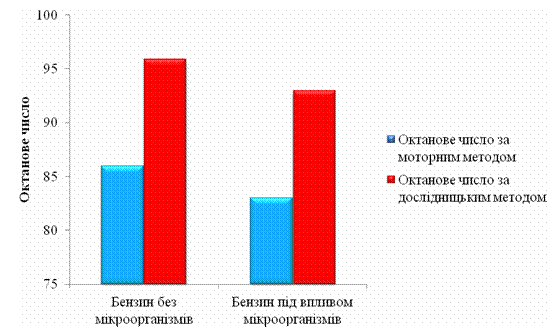 100
95
90
85
80
75
Октанове число
Бензин без
мікроорганізмів
Бензин під впливом
мікроорганізмів
Октанове число за
моторним методом
Октанове число за
дослідницьким методом